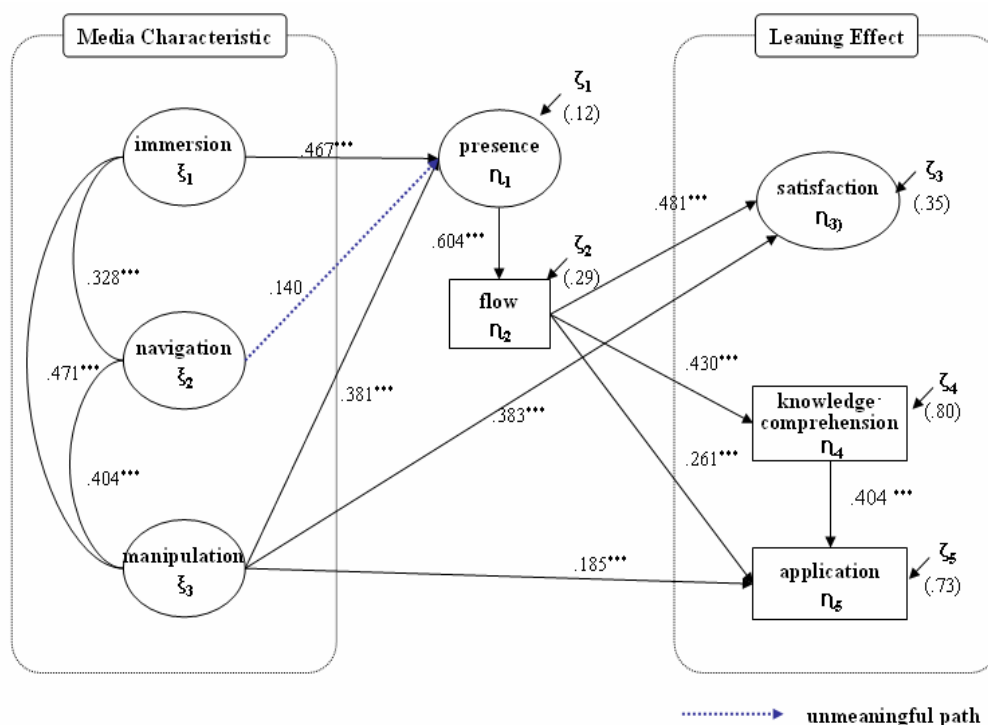 Media Characteristic
Leaning Effect
ζ1
(.12)
immersion
ξ1
.467***
presence
η1
ζ3
(.35)
satisfaction
η3)
.481***
.604***
ζ2
(.29)
.328***
.140
flow
η2
navigation
ξ2
.471***
.381***
.383***
.430***
ζ4
(.80)
knowledge·
comprehension
η4
.261***
.404***
.404 ***
manipulation
ξ3
.185***
ζ5
(.73)
application
η5
unmeaningful path